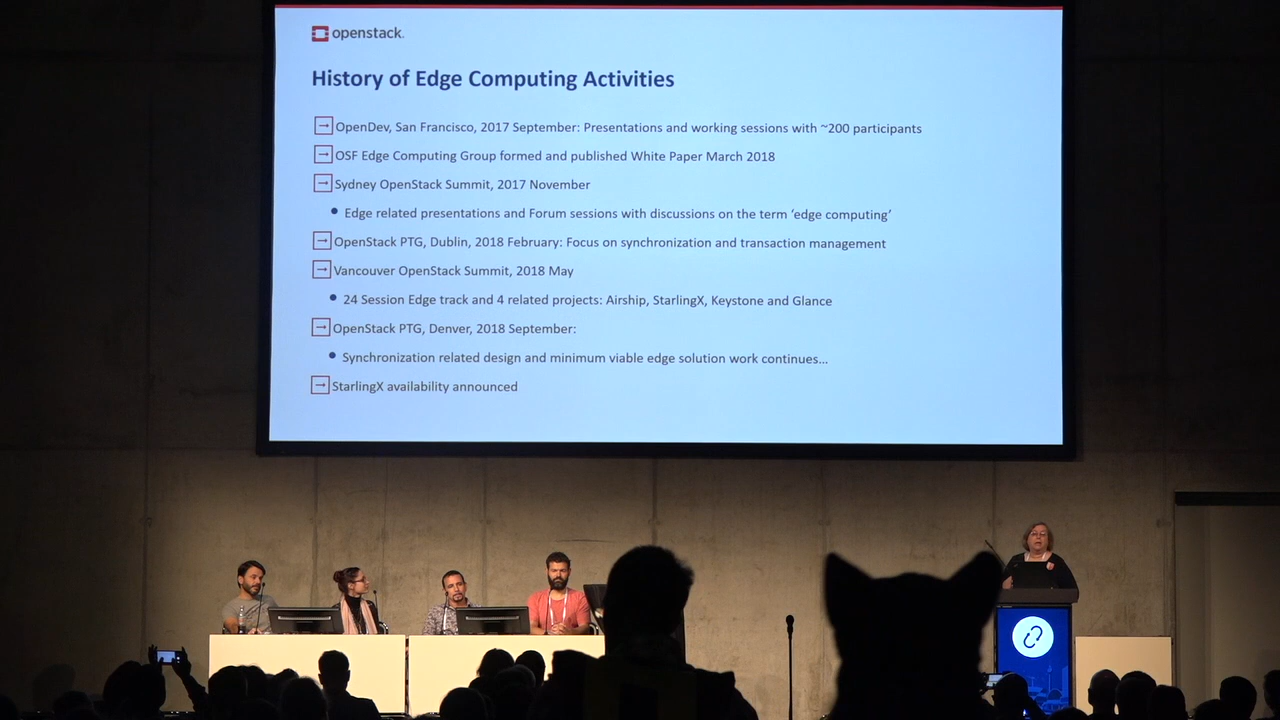 openstack.
History of Edge Computing Activities
OpenDev, San Francisco, 2017 September: Presentations and working sessions with ~200 participants
OSF Edge Computing Group formed and published White Paper March 2018
Sydney OpenStack Summit, 2017 November
Edge related presentations and Forum sessions with discussions on the term ‘edge computing’
OpenStack PTG, Dublin, 2018 February: Focus on synchronization and transaction management
Vancouver OpenStack Summit, 2018 May
24 Session Edge track and 4 related projects: Airship, StarlingX, Keystone and Glance
OpenStack PTG, Denver, 2018 September:
Synchronization related design and minimum viable edge solution work continues...
StarlingX availability announced